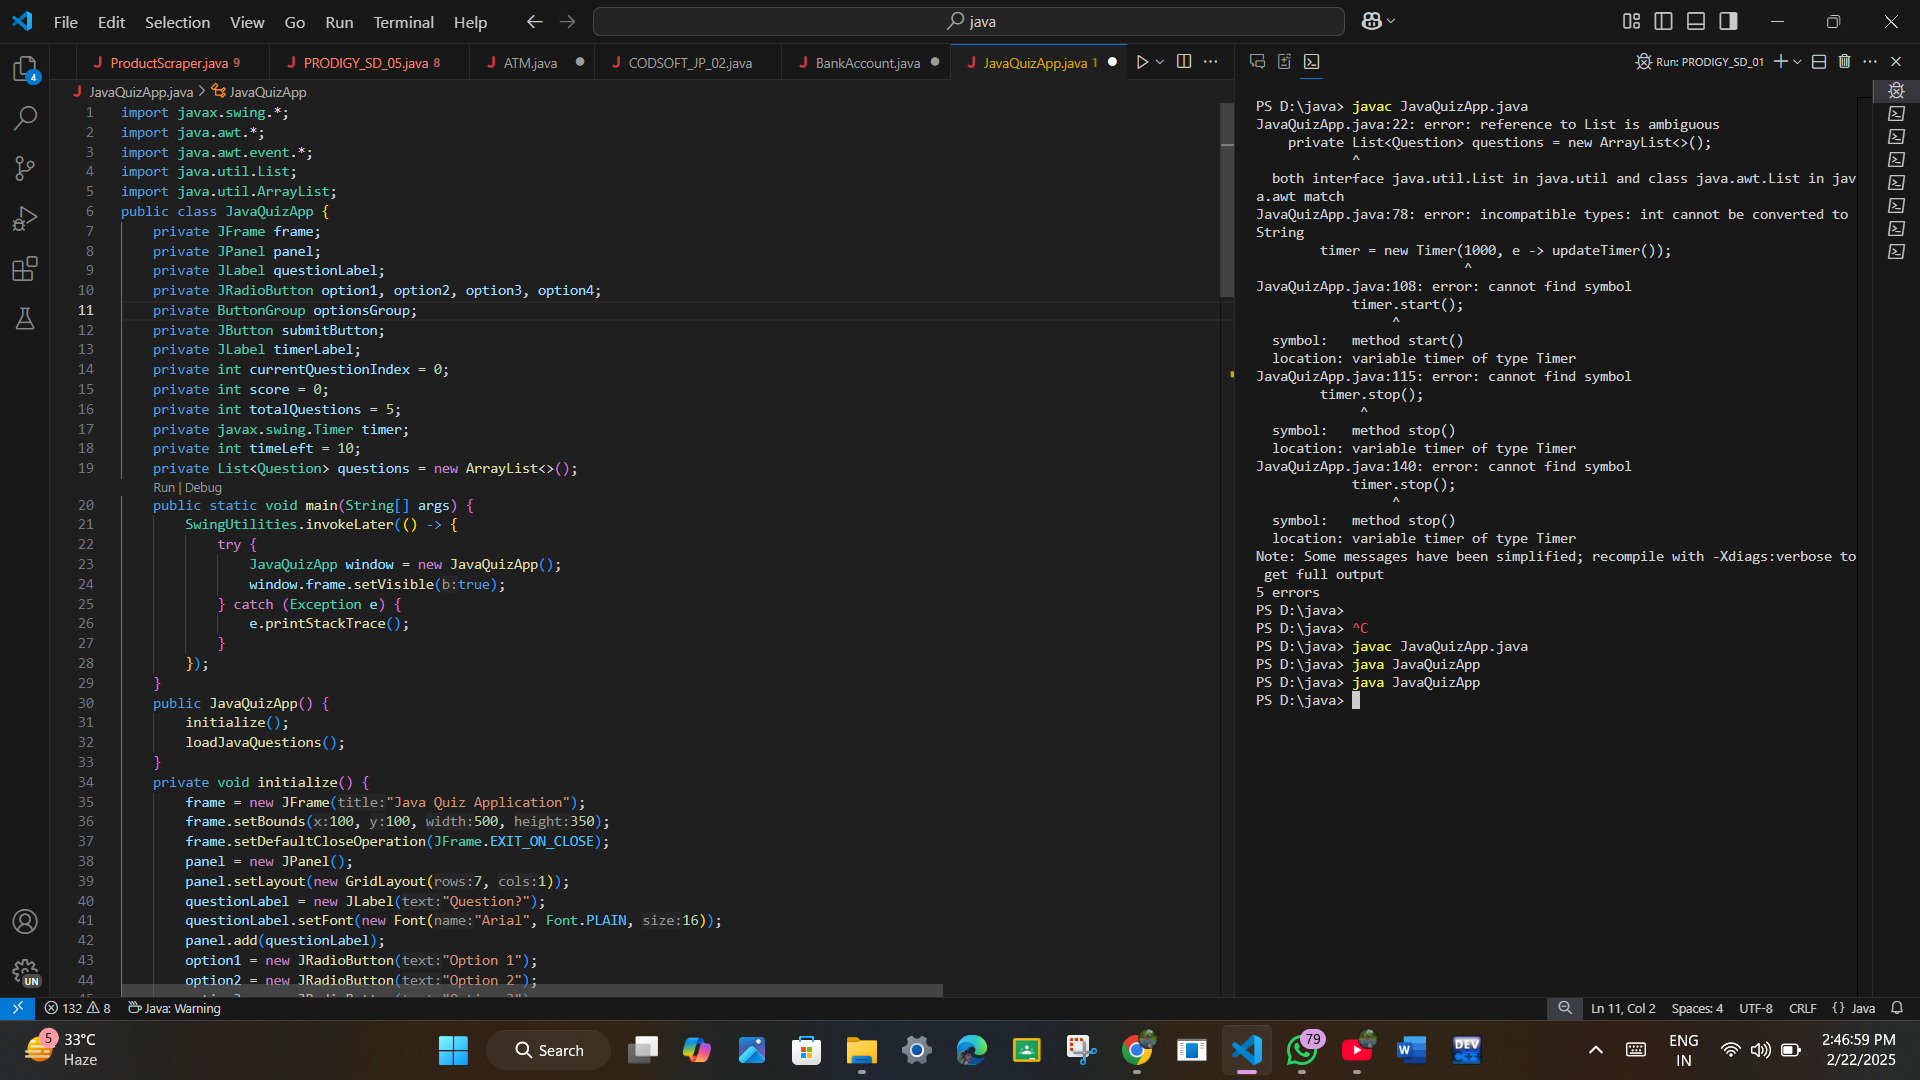 File Edit Selection View Go Run Terminal Help
java
ProductScraper.java 9
PRODIGY_SD_05.java 8
ATM.java
CODSOFT_JP_02.java
BankAccount.java
JavaQuizApp.java 1
Run: PRODIGY_SD_01
4
JavaQuizApp.java > JavaQuizApp
1 import javax.swing.*;
2 import java.awt.*;
3 import java.awt.event.*;
4 import java.util.List;
5 import java.util.ArrayList;
6 public class JavaQuizApp {
7 private JFrame frame;
8 private JPanel panel;
9 private JLabel questionLabel;
10 private JRadioButton option1, option2, option3, option4;
11 private ButtonGroup optionsGroup;
12 private JButton submitButton;
13 private JLabel timerLabel;
14 private int currentQuestionIndex = 0;
15 private int score = 0;
16 private int totalQuestions = 5;
17 private javax.swing.Timer timer;
18 private int timeLeft = 10;
19 private List<Question> questions = new ArrayList<>();
Run | Debug
20 public static void main(String[] args) {
21 SwingUtilities.invokeLater(() -> {
22 try {
23 JavaQuizApp window = new JavaQuizApp();
24 window.frame.setVisible(b:true);
25 } catch (Exception e) {
26 e.printStackTrace();
27 }
28 });
29 }
30 public JavaQuizApp() {
31 initialize();
32 loadJavaQuestions();
33 }
34 private void initialize() {
35 frame = new JFrame(title:"Java Quiz Application");
36 frame.setBounds(x:100, y:100, width:500, height:350);
37 frame.setDefaultCloseOperation(JFrame.EXIT_ON_CLOSE);
38 panel = new JPanel();
39 panel.setLayout(new GridLayout(rows:7, cols:1));
40 questionLabel = new JLabel(text:"Question?");
41 questionLabel.setFont(new Font(name:"Arial", Font.PLAIN, size:16));
42 panel.add(questionLabel);
43 option1 = new JRadioButton(text:"Option 1");
44 option2 = new JRadioButton(text:"Option 2");
PS D:\java> javac JavaQuizApp.java
JavaQuizApp.java:22: error: reference to List is ambiguous
private List<Question> questions = new ArrayList<>();
^
both interface java.util.List in java.util and class java.awt.List in jav
a.awt match
JavaQuizApp.java:78: error: incompatible types: int cannot be converted to
String
timer = new Timer(1000, e -> updateTimer());
^
JavaQuizApp.java:108: error: cannot find symbol
timer.start();
^
symbol: method start()
location: variable timer of type Timer
JavaQuizApp.java:115: error: cannot find symbol
timer.stop();
^
symbol: method stop()
location: variable timer of type Timer
JavaQuizApp.java:140: error: cannot find symbol
timer.stop();
^
symbol: method stop()
location: variable timer of type Timer
Note: Some messages have been simplified; recompile with -Xdiags:verbose to
get full output
5 errors
PS D:\java>
PS D:\java> ^C
PS D:\java> javac JavaQuizApp.java
PS D:\java> java JavaQuizApp
PS D:\java> java JavaQuizApp
PS D:\java>
UN
132 8 Java: Warning
Ln 11, Col 2 Spaces: 4 UTF-8 CRLF {} Java
5
33°C
Haze
Search
79
W
DEV
C++
ENG
IN
2:46:59 PM
2/22/2025